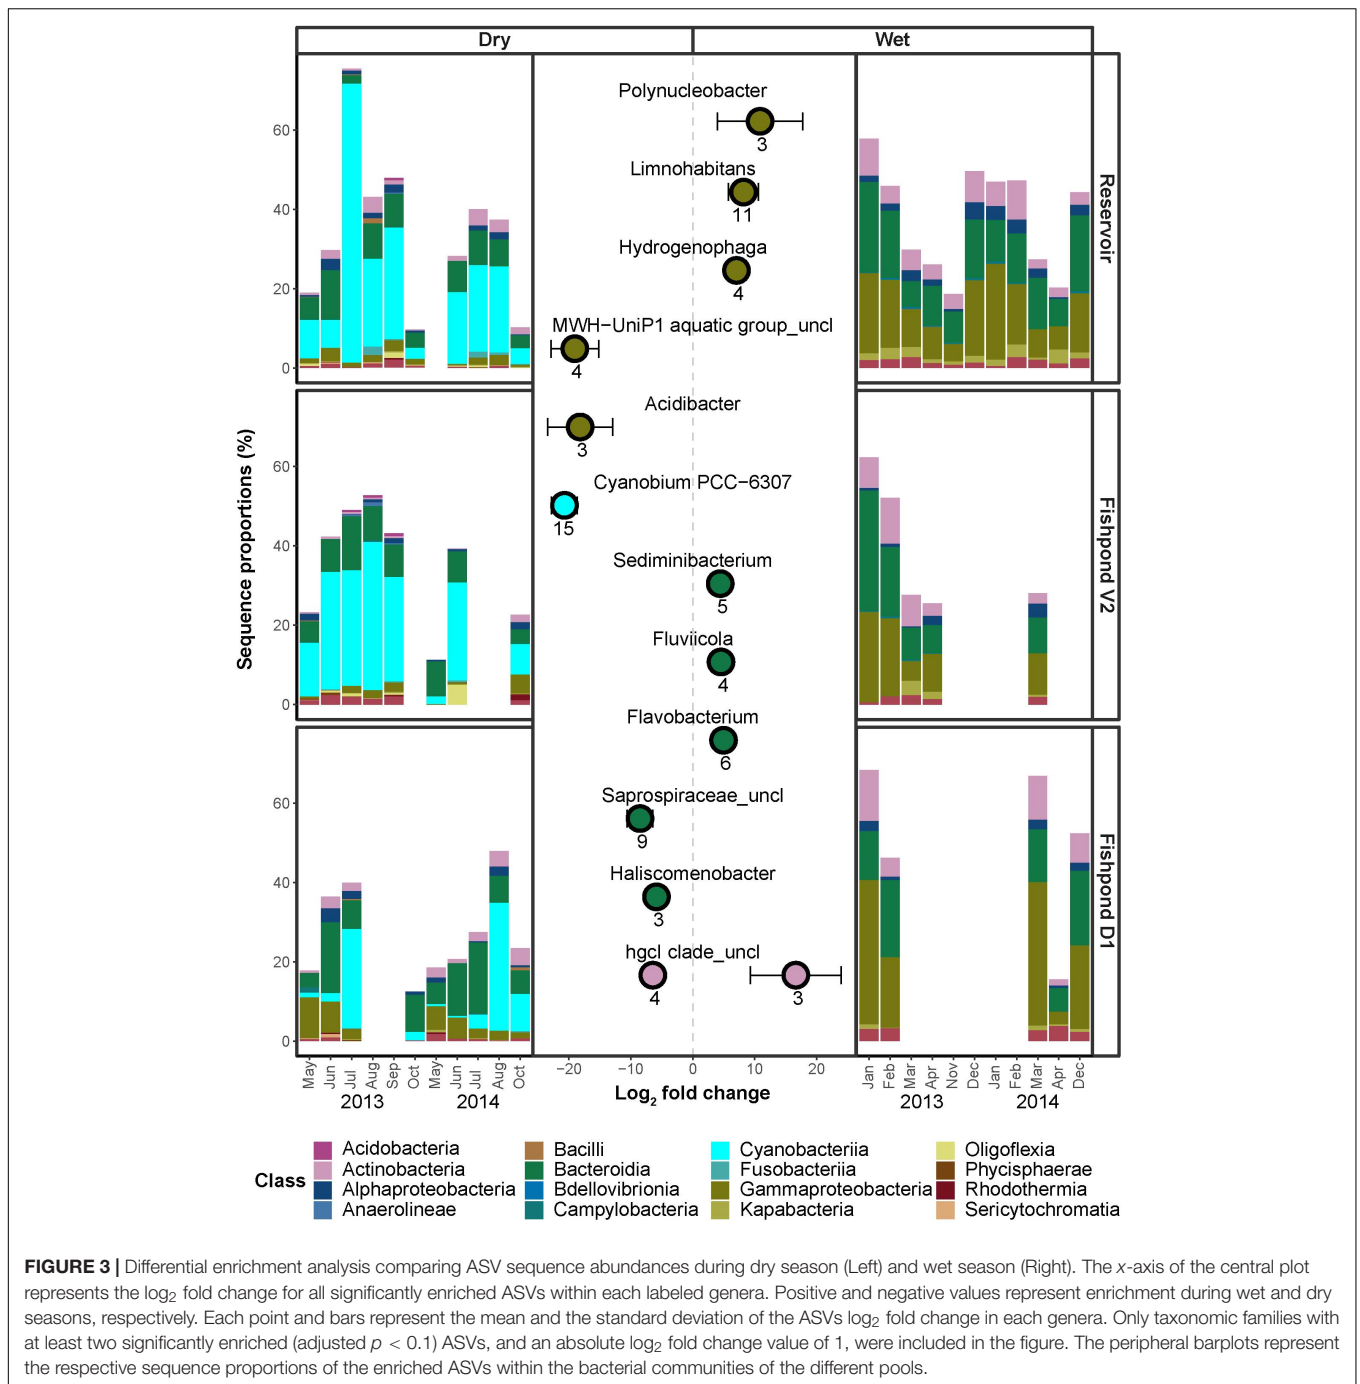 Dry
Wet
Sequence proportions (%)
60
40
20
0
60
40
20
0
60
40
20
0
Polynucleobacter
3
Limnohabitans
11
Hydrogenophaga
4
MWH−UniP1 aquatic group_uncl
4
Acidibacter
3
Cyanobium PCC−6307
15
Sediminibacterium
5
Fluviicola
4
Flavobacterium
6
Saprospiraceae_uncl
9
Haliscomenobacter
3
hgcI clade_uncl
4
3
Reservoir
Fishpond V2
Fishpond D1
May Jun Jul Aug Sep Oct May Jun Jul Aug Oct
2013 2014
−20 −10 0 10 20
Log2 fold change
Jan Feb Mar Apr Nov Dec Jan Feb Mar Apr Dec
2013 2014
Class
Acidobacteria Bacilli Cyanobacteriia Oligoflexia
Actinobacteria Bacteroidia Fusobacteriia Phycisphaerae
Alphaproteobacteria Bdellovibrionia Gammaproteobacteria Rhodothermia
Anaerolineae Campylobacteria Kapabacteria Sericytochromatia
FIGURE 3 | Differential enrichment analysis comparing ASV sequence abundances during dry season (Left) and wet season (Right). The x-axis of the central plot
represents the log2 fold change for all significantly enriched ASVs within each labeled genera. Positive and negative values represent enrichment during wet and dry
seasons, respectively. Each point and bars represent the mean and the standard deviation of the ASVs log2 fold change in each genera. Only taxonomic families with
at least two significantly enriched (adjusted p < 0.1) ASVs, and an absolute log2 fold change value of 1, were included in the figure. The peripheral barplots represent
the respective sequence proportions of the enriched ASVs within the bacterial communities of the different pools.